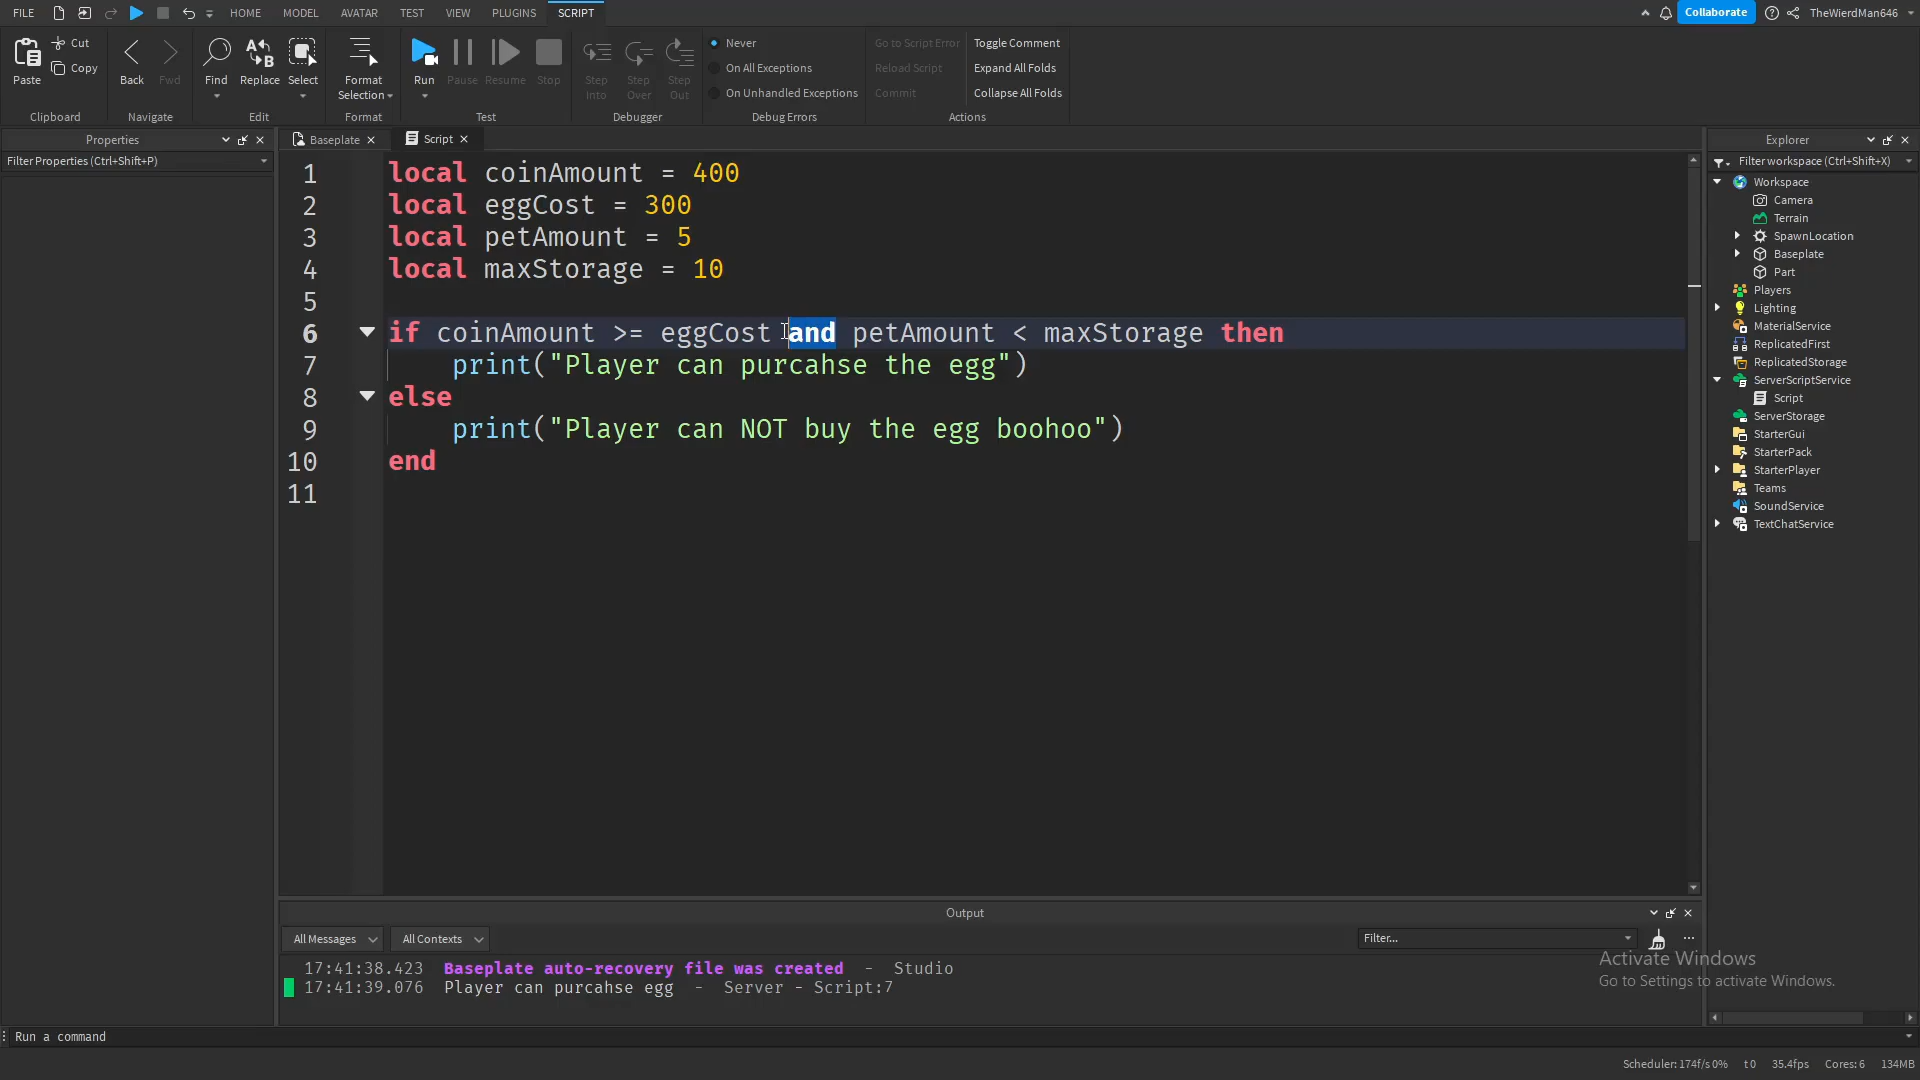 FILE HOME MODEL AVATAR TEST VIEW PLUGINS SCRIPT Collaborate TheWierdMan646
Paste Cut Copy Back Fwd Find Replace Select Format Selection Run Pause Resume Stop Step Into Step Over Step Out
Never
On All Exceptions
On Unhandled Exceptions
Go to Script Error
Reload Script
Commit
Toggle Comment
Expand All Folds
Collapse All Folds
Clipboard Navigate Edit Format Test Debugger Debug Errors Actions
Properties
Filter Properties (Ctrl+Shift+P)
Baseplate Script
1 local coinAmount = 400
2 local eggCost = 300
3 local petAmount = 5
4 local maxStorage = 10
5
6 if coinAmount >= eggCost and petAmount < maxStorage then
7 print("Player can purcahse the egg")
8 else
9 print("Player can NOT buy the egg boohoo")
10 end
11
Explorer
Filter workspace (Ctrl+Shift+X)
Workspace
Camera
Terrain
SpawnLocation
Baseplate
Part
Players
Lighting
MaterialService
ReplicatedFirst
ReplicatedStorage
ServerScriptService
Script
ServerStorage
StarterGui
StarterPack
StarterPlayer
Teams
SoundService
TextChatService
Output
All Messages All Contexts Filter...
17:41:38.423 Baseplate auto-recovery file was created - Studio
17:41:39.076 Player can purcahse egg - Server - Script:7
Activate Windows
Go to Settings to activate Windows.
Run a command
Scheduler: 174f/s 0% t 0 35.4fps Cores: 6 134MB